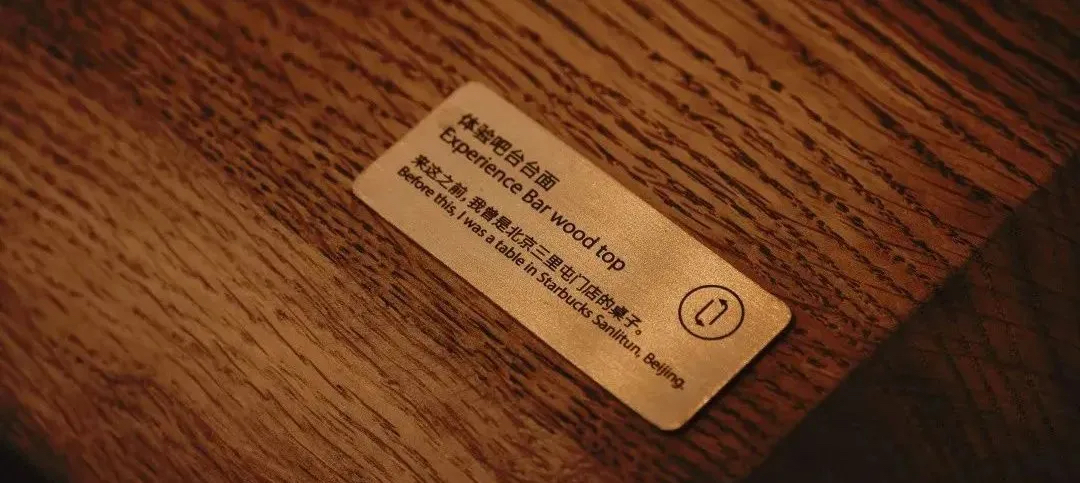 体验吧台台面
Experience Bar wood top
来这之前，我曾是北京三里屯门店的桌子。
Before this, I was a table in Starbucks Sanlitun, Beijing.